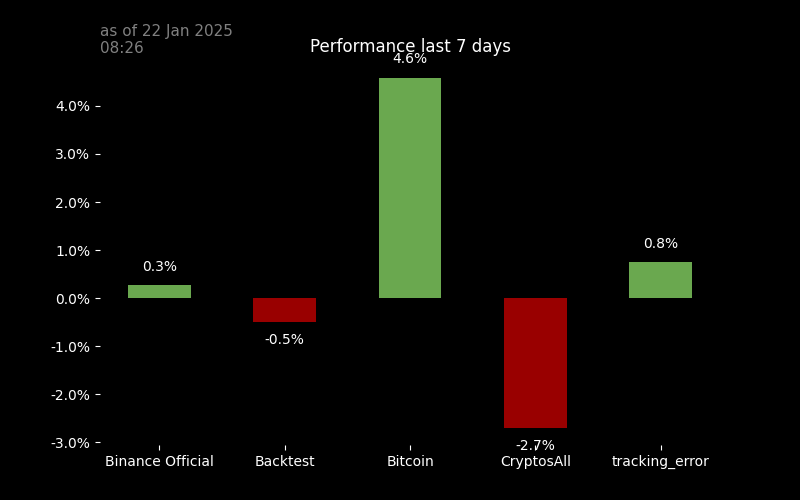 as of 22 Jan 2025
08:26
Performance last 7 days
4.6%
4.0%
3.0%
2.0%
1.0%
0.0%
-1.0%
-2.0%
-3.0%
0.3%
-0.5%
-2.7%
0.8%
Binance Official
Backtest
Bitcoin
CryptosAll
tracking_error